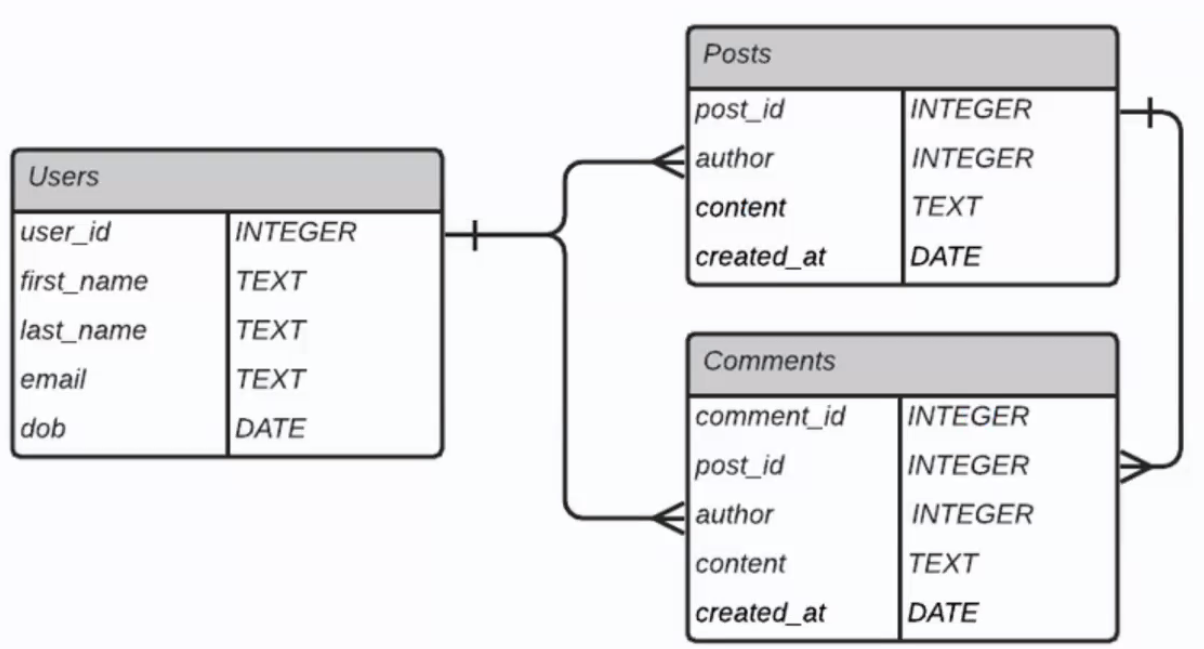 Users
user_id INTEGER
first_name TEXT
last_name TEXT
email TEXT
dob DATE
Posts
post_id INTEGER
author INTEGER
content TEXT
created_at DATE
Comments
comment_id INTEGER
post_id INTEGER
author INTEGER
content TEXT
created_at DATE